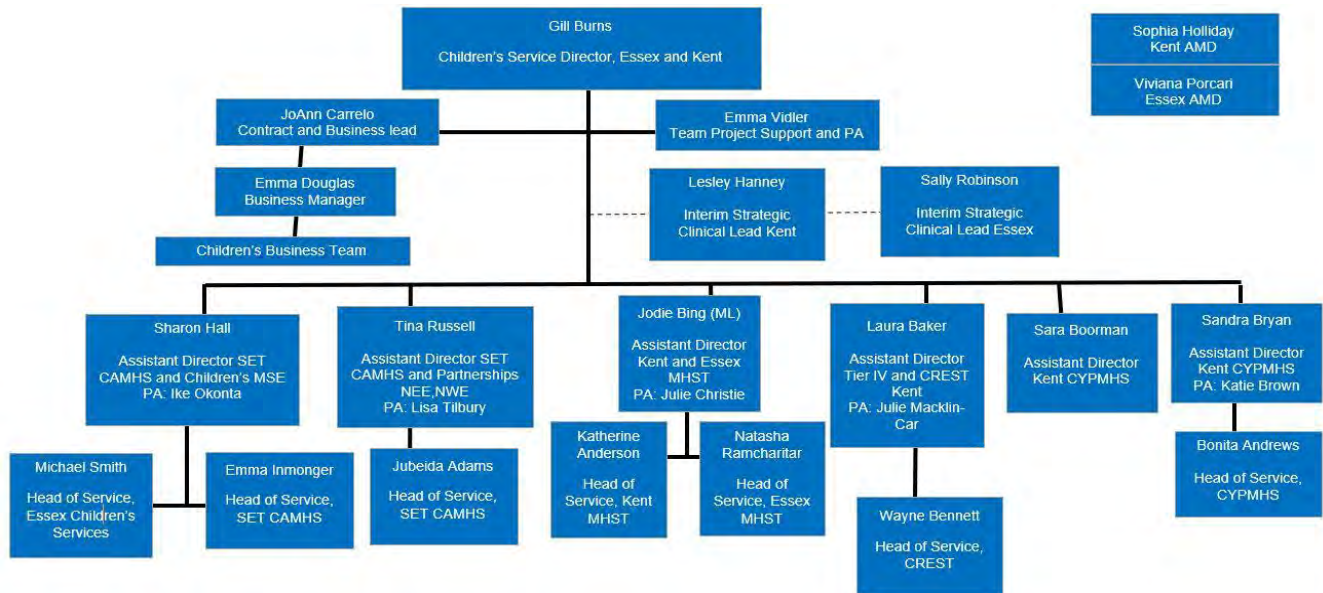 Gill Burns
Children's Service Director, Essex and Kent
Sophia Holliday
Kent AMD
Viviana Porcari
Essex AMD
JoAnn Carrelo
Contract and Business lead
Emma Vidler
Team Project Support and PA
Emma Douglas
Business Manager
Children's Business Team
Lesley Hanney
Interim Strategic
Clinical Lead Kent
Sally Robinson
Interim Strategic
Clinical Lead Essex
Sharon Hall
Assistant Director SET
CAMHS and Children's MSE
PA: Ike Okonta
Tina Russell
Assistant Director SET
CAMHS and Partnerships
NEE,NWE
PA: Lisa Tilbury
Jodie Bing (ML)
Assistant Director
Kent and Essex
MHST
PA: Julie Christie
Laura Baker
Assistant Director
Tier IV and CREST
Kent
PA: Julie Macklin-
Car
Sara Boorman
Assistant Director
Kent CYPMHS
Sandra Bryan
Assistant Director
Kent CYPMHS
PA: Katie Brown
Michael Smith
Head of Service,
Essex Children's
Services
Emma Inmonger
Head of Service,
SET CAMHS
Jubeida Adams
Head of Service,
SET CAMHS
Katherine
Anderson
Head of
Service, Kent
MHST
Natasha
Ramcharitar
Head of
Service, Essex
MHST
Wayne Bennett
Head of Service,
CREST
Bonita Andrews
Head of Service,
CYPMHS